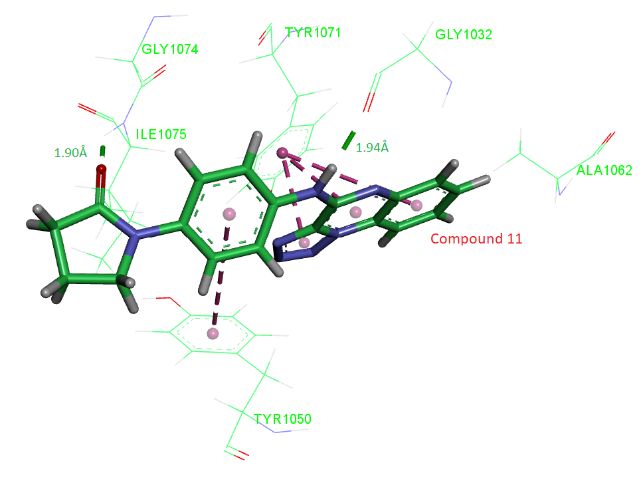 TYR1071
GLY1032
GLY1074
ILE1075
1.90Å
1.94Å
ALA1062
Compound 11
TYR1050